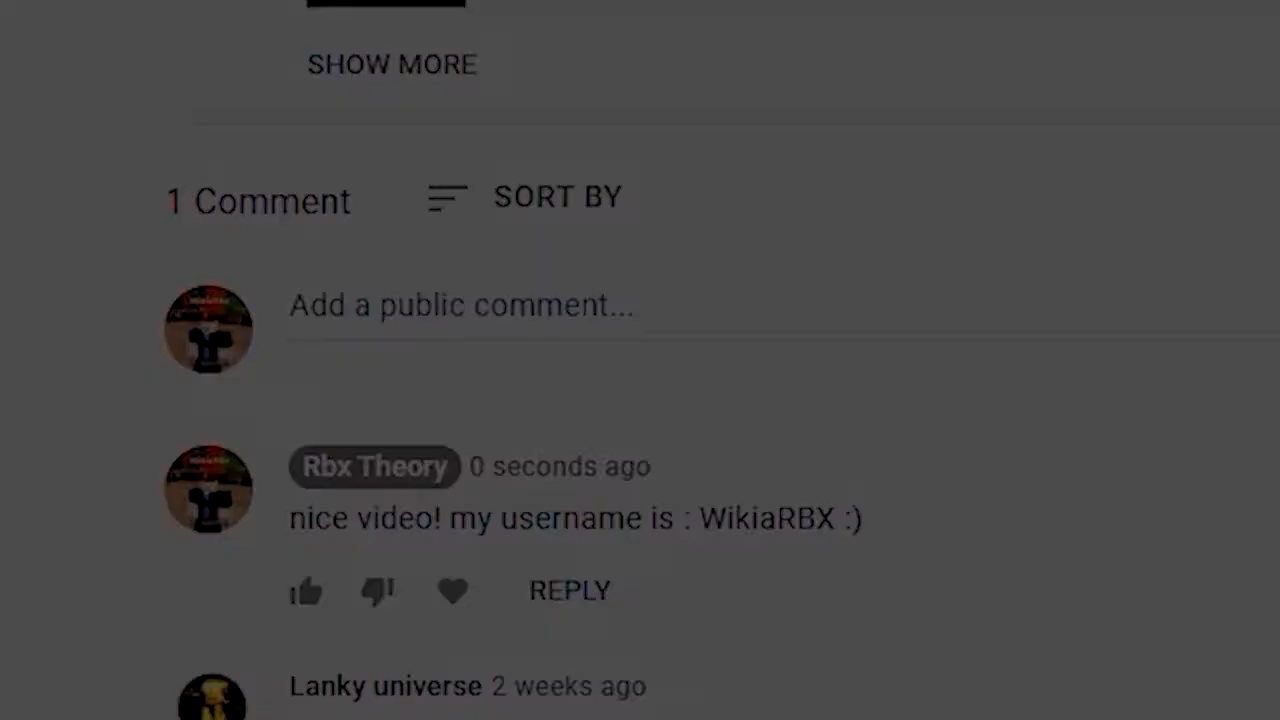 SHOW MORE
1 Comment
SORT BY
Add a public comment...
Rbx Theory 0 seconds ago
nice video! my username is : WikiaRBX :)
REPLY
Lanky universe 2 weeks ago